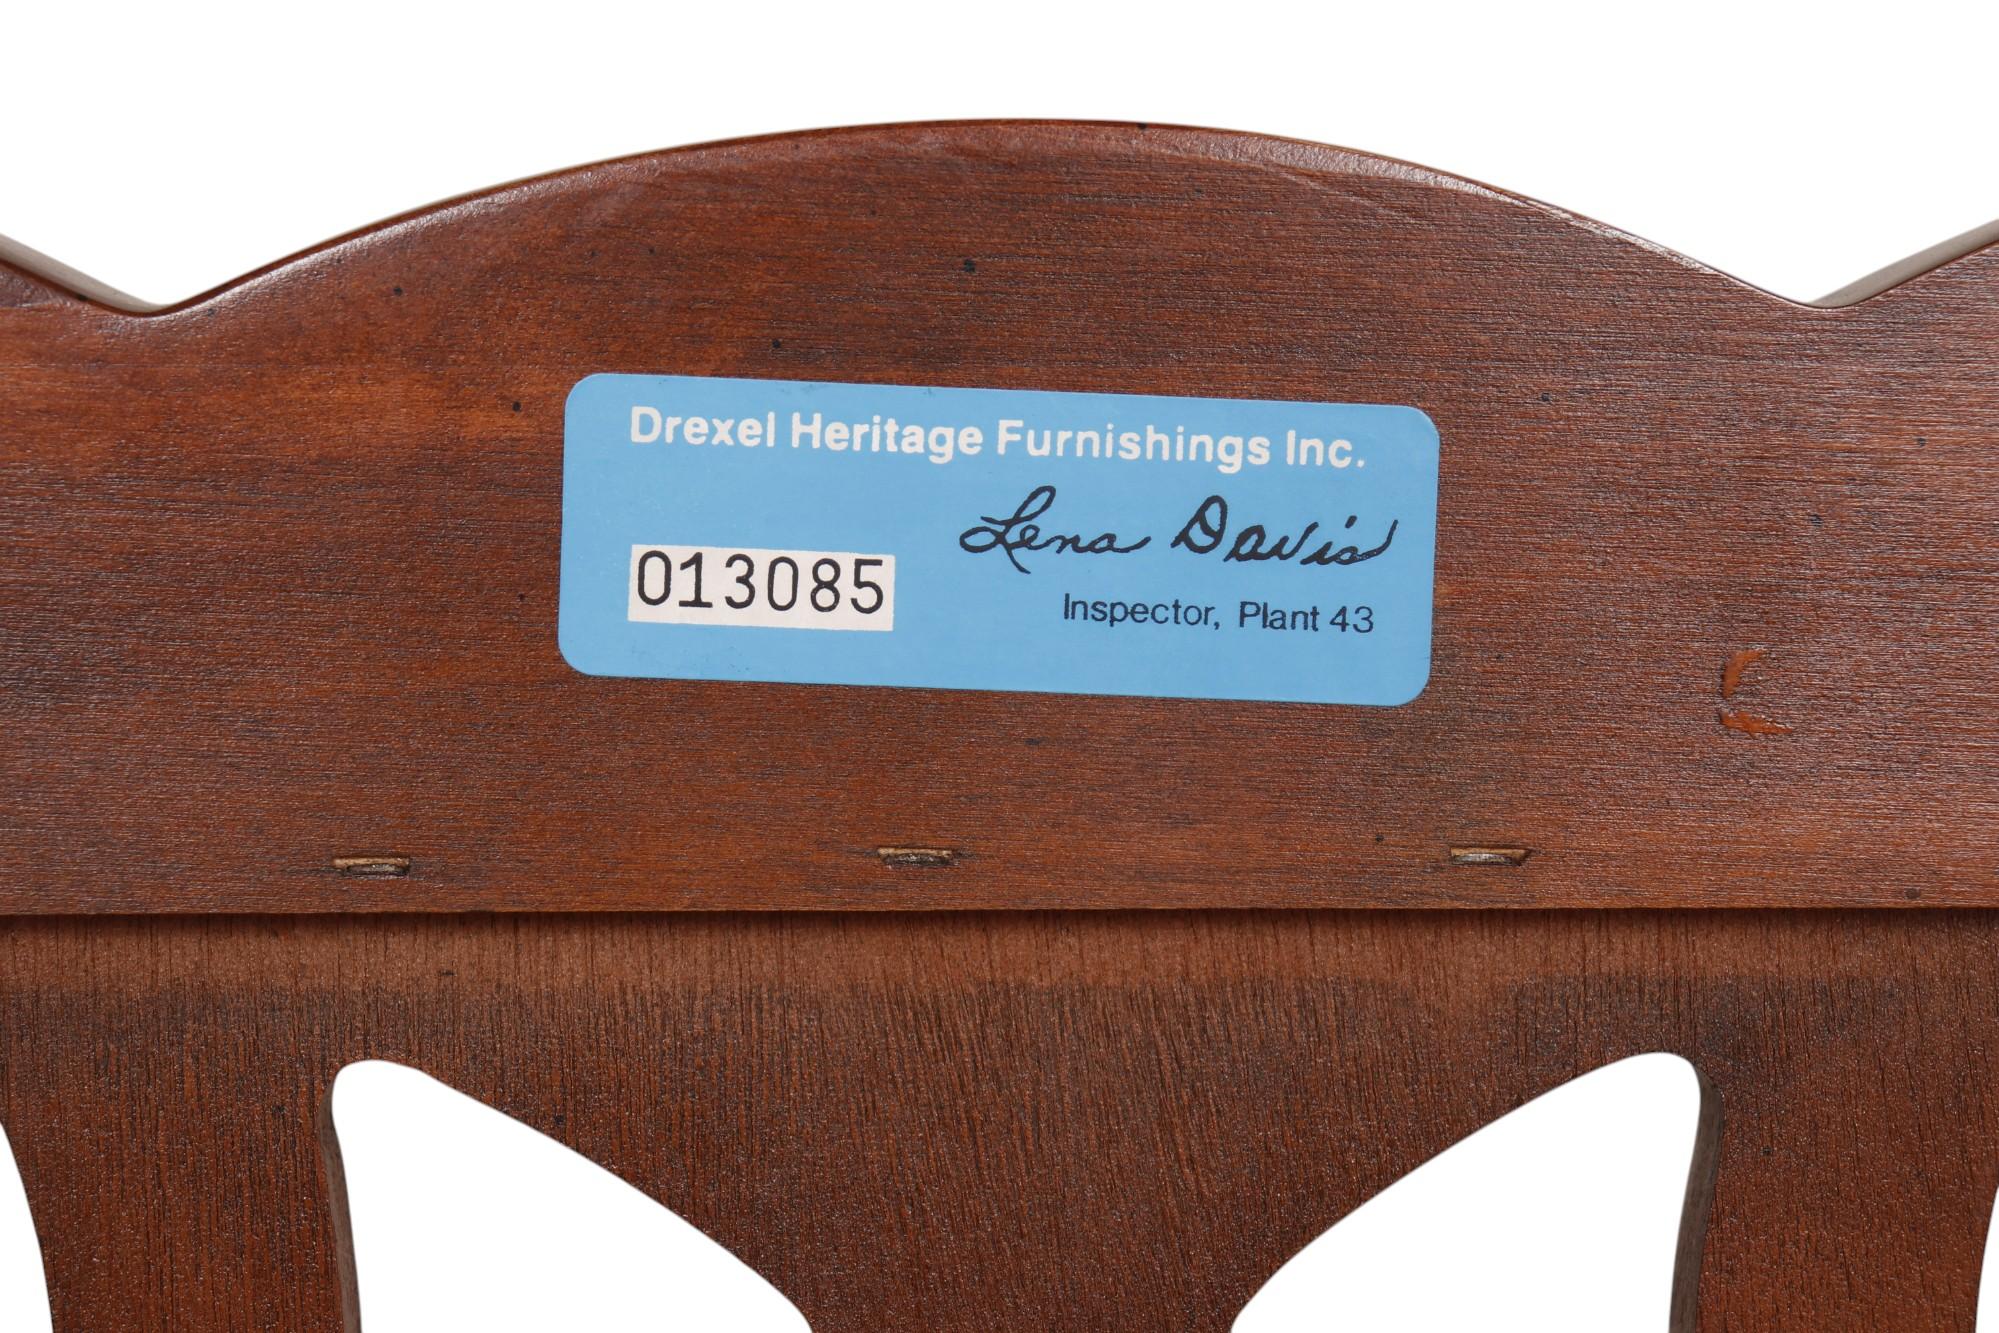 Drexel Heritage Furnishings Inc.
Lena Davis
013085
Inspector, Plant 43